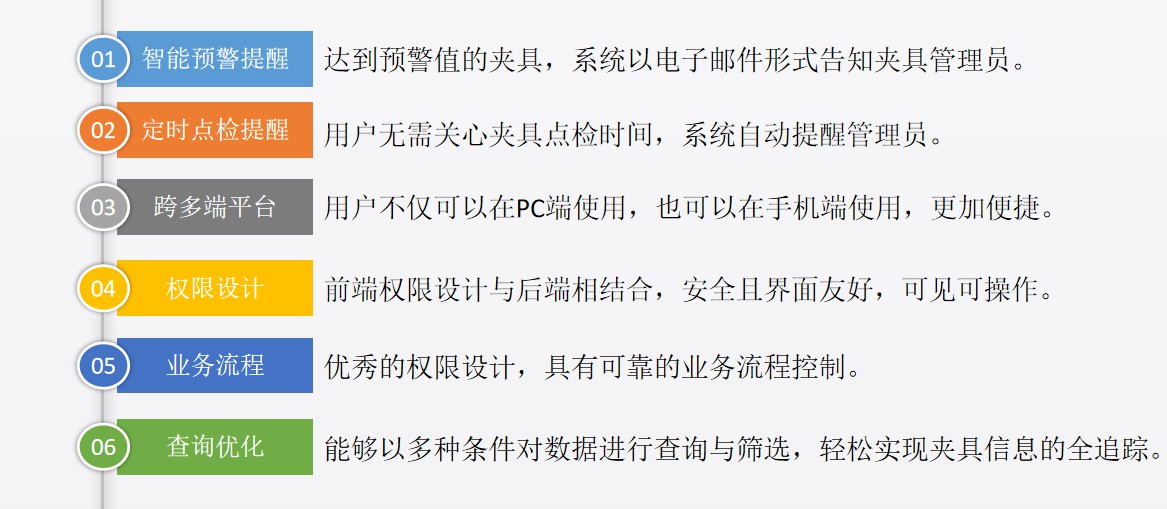 01 智能预警提醒 达到预警值的夹具，系统以电子邮件形式告知夹具管理员。
02 定时点检提醒 用户无需关心夹具点检时间，系统自动提醒管理员。
03 跨多端平台 用户不仅可以在PC端使用，也可以在手机端使用，更加便捷。
04 权限设计 前端权限设计与后端相结合，安全且界面友好，可见可操作。
05 业务流程 优秀的权限设计，具有可靠的业务流程控制。
06 查询优化 能够以多种条件对数据进行查询与筛选，轻松实现夹具信息的全追踪。